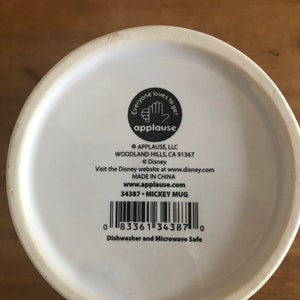 Everyone loves to get
applause
® APPLAUSE, LLC
WOODLAND HILLS, CA 91367
© Disney
Visit the Disney website at www.disney.com
MADE IN CHINA
www.applause.com
34387 • MICKEY MUG
0 83361 34387 0
Dishwasher and Microwave Safe